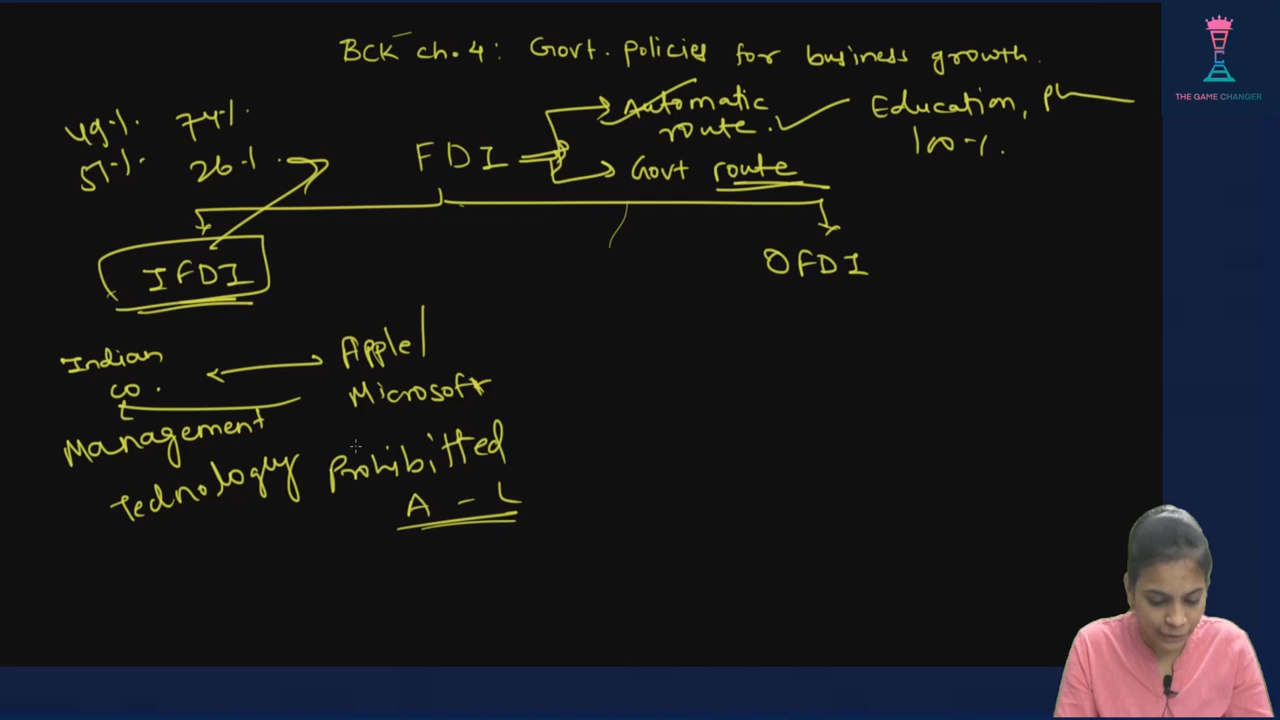 BCK ch.4: Govt. policies for business growth.
49%. 74%.
51%. 26%.
FDI
Automatic
route.
Govt route
Education,
100%.
IFDI
OFDI
Indian
co.
Apple/
Microsoft
Management
Technology
Prohibitted
A - L
THE GAME CHANGER